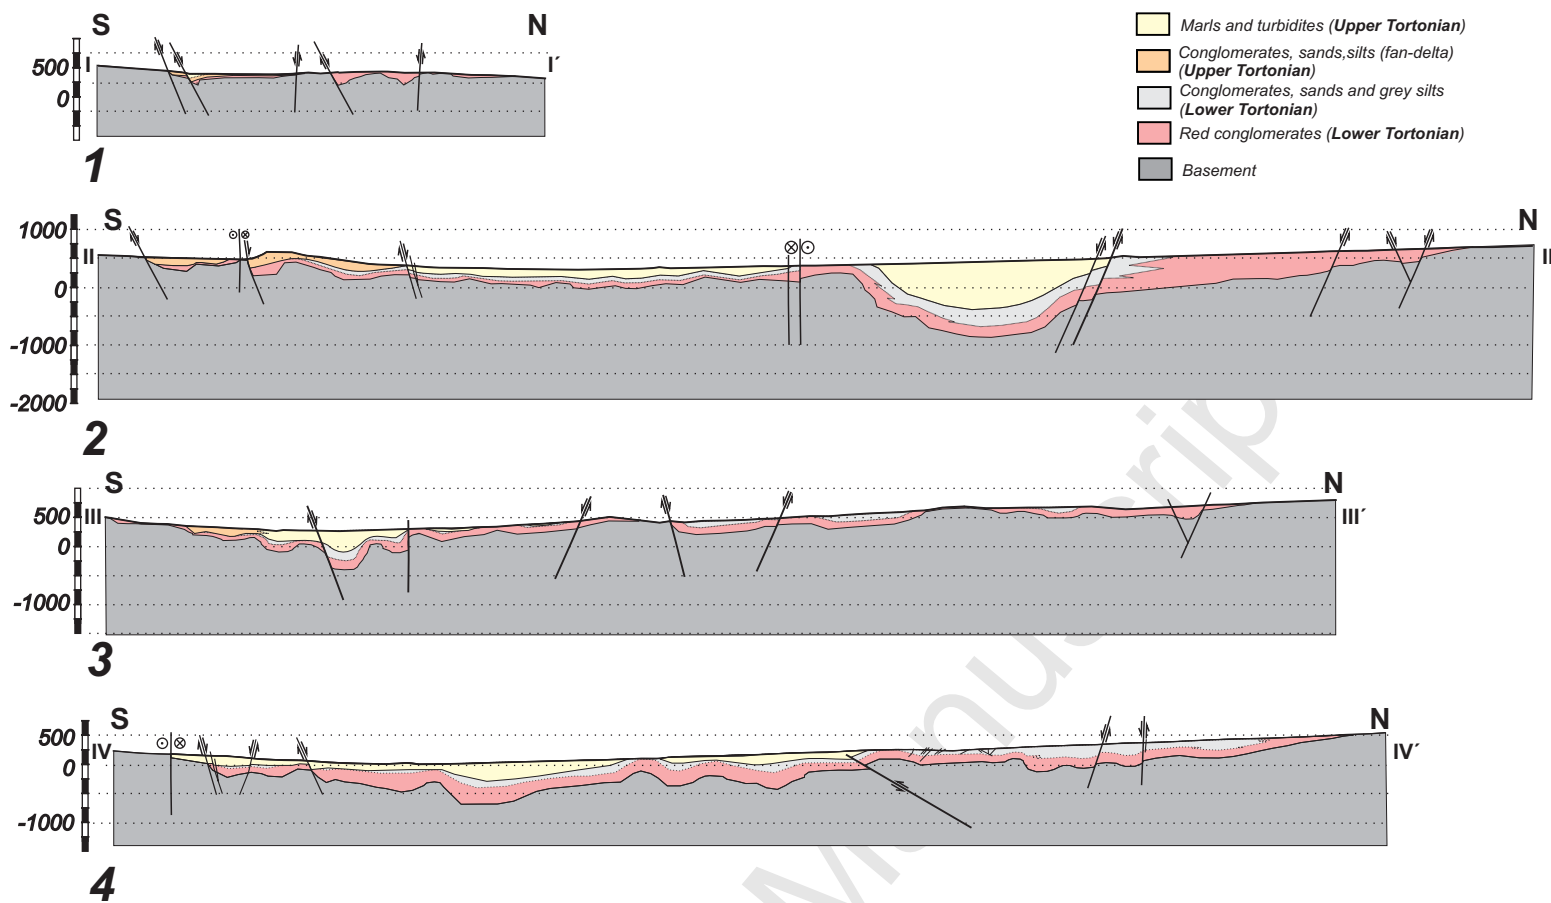 S
N
500
0
I
I´
1
Marls and turbidites (Upper Tortonian)
Conglomerates, sands,silts (fan-delta)
(Upper Tortonian)
Conglomerates, sands and grey silts
(Lower Tortonian)
Red conglomerates (Lower Tortonian)
Basement
S
N
1000
II
II
0
-1000
-2000
2
S
N
500
III
III´
0
-1000
3
S
N
500
IV
IV´
0
-1000
4
Manuscrip